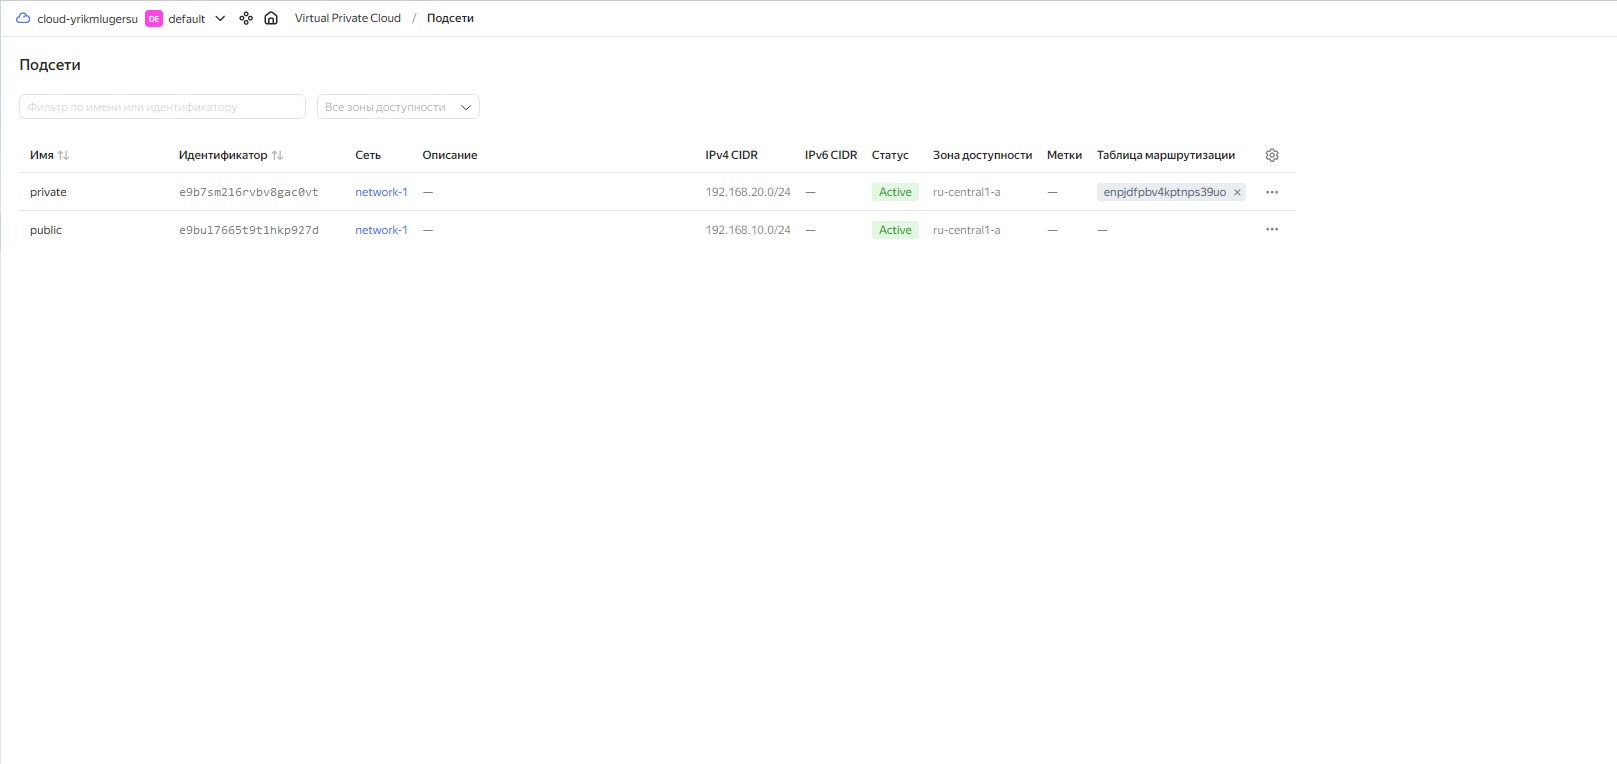 cloud-yrikmlugersu DE default Virtual Private Cloud / Подсети
Подсети
Фильтр по имени или идентификатору Все зоны доступности
Имя Идентификатор Сеть Описание IPv4 CIDR IPv6 CIDR Статус Зона доступности Метки Таблица маршрутизации
private e9b7sm216rvbv8gac0vt network-1 — 192.168.20.0/24 — Active ru-central1-a — enpjdfpbv4kptnps39uo ×
public e9bul7665t9t1hkp927d network-1 — 192.168.10.0/24 — Active ru-central1-a — —